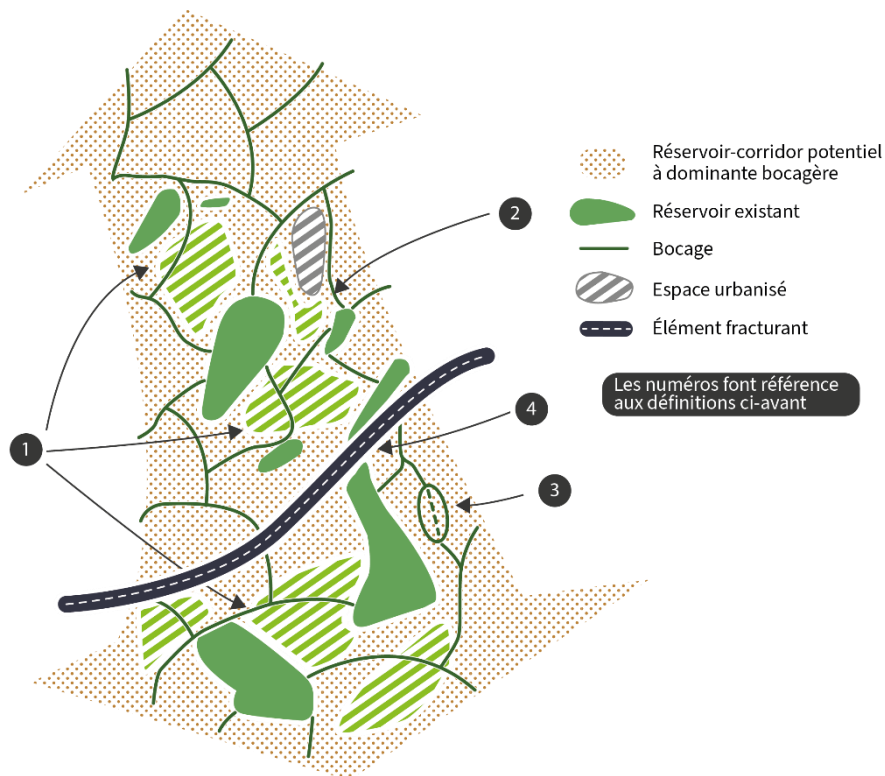 2
Réservoir-corridor potentiel
à dominante bocagère
Réservoir existant
Bocage
Espace urbanisé
Élément fracturant
Les numéros font référence
aux définitions ci-avant
4
1
3